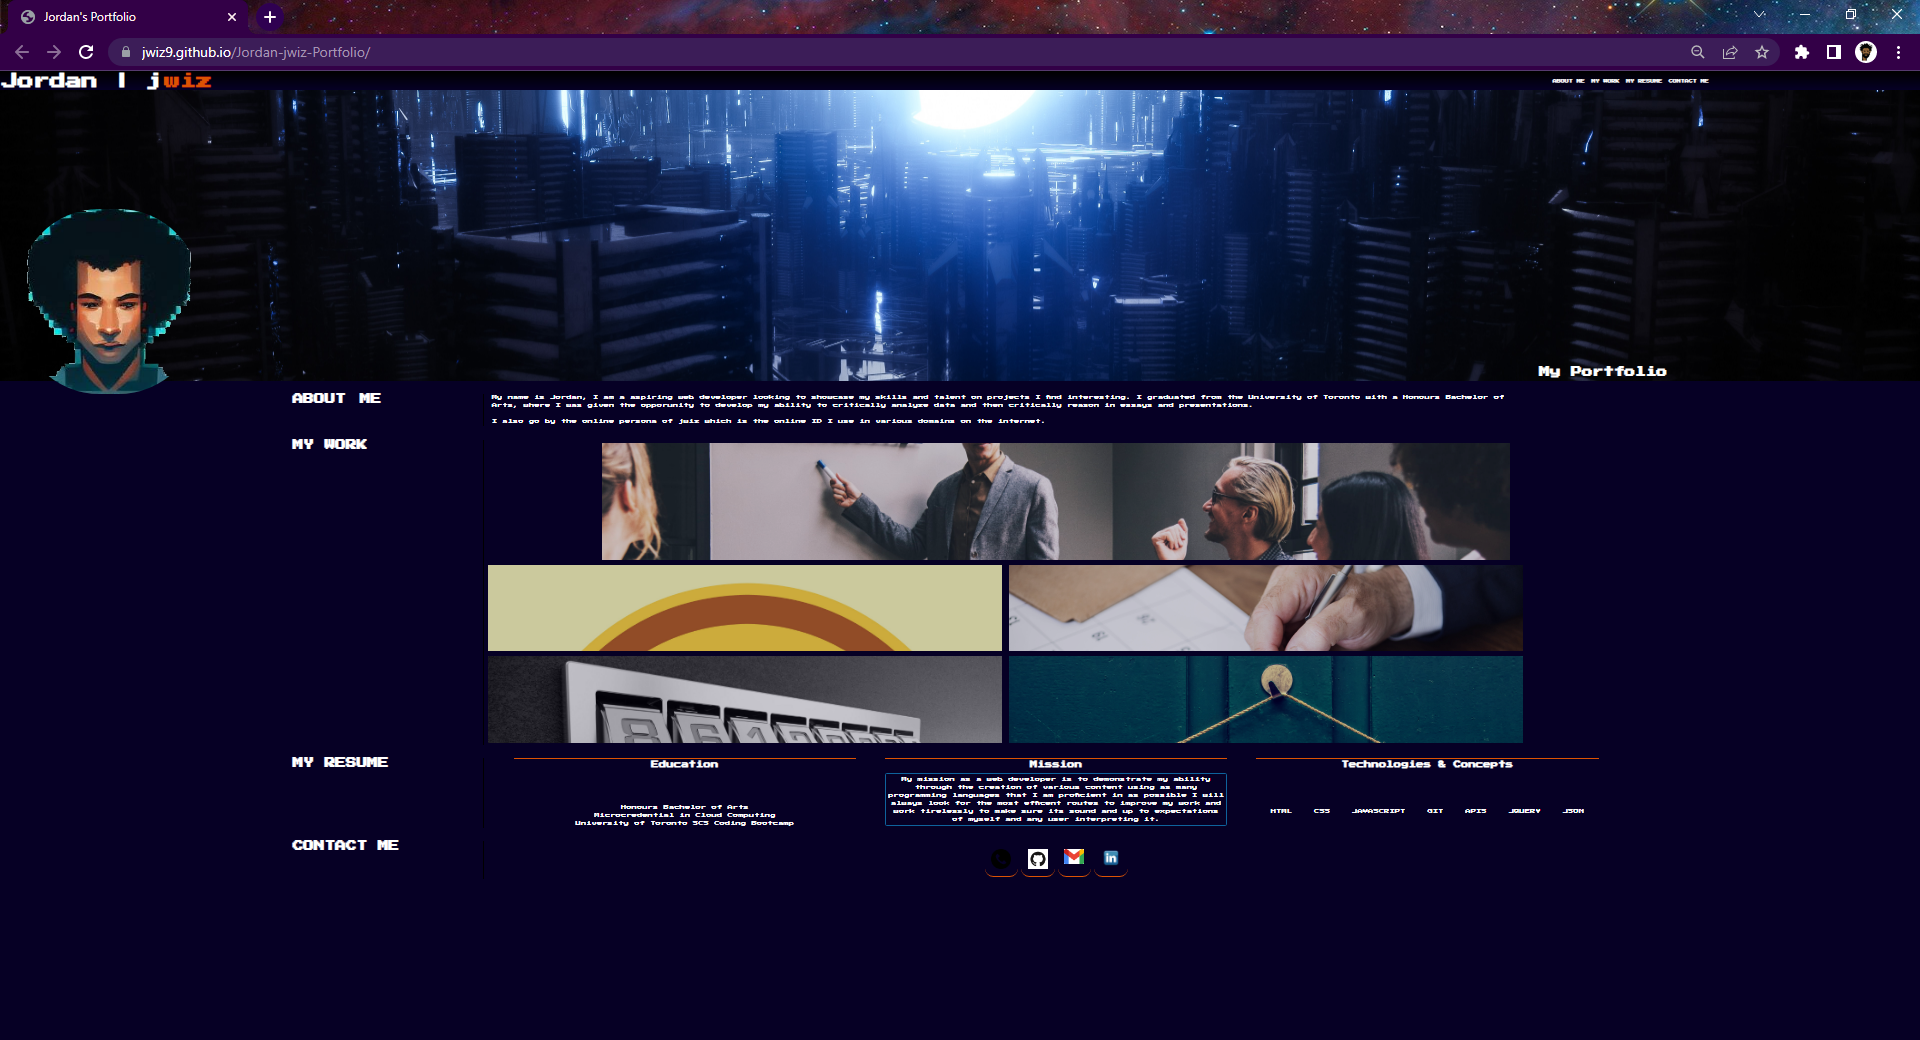 Jordan's Portfolio
jwiz9.github.io/Jordan-jwiz-Portfolio/
Jordan | jwiz
ABOUT ME MY WORK MY RESUME CONTACT ME
My Portfolio
ABOUT ME
My name is Jordan, I am a aspiring web developer looking to showcase my skills and talent on projects I find interesting. I graduated from the University of Toronto with a Honours Bachelor of
Arts, where I was given the opporunity to develop my ability to critically analyze data and then critically reason in essays and presentations.
I also go by the online persona of jwiz which is the online ID I use in various domains on the internet.
MY WORK
MY RESUME
Education
Honours Bachelor of Arts
Microcredential in Cloud Computing
University of Toronto SCS Coding Bootcamp
Mission
My mission as a web developer is to demonstrate my ability
through the creation of various content using as many
programming languages that I am proficient in as possible I will
always look for the most efficent routes to improve my work and
work tirelessly to make sure its sound and up to expectations
of myself and any user interpreting it.
Technologies & Concepts
HTML CSS JAVASCRIPT GIT APIS JQUERY JSON
CONTACT ME
in